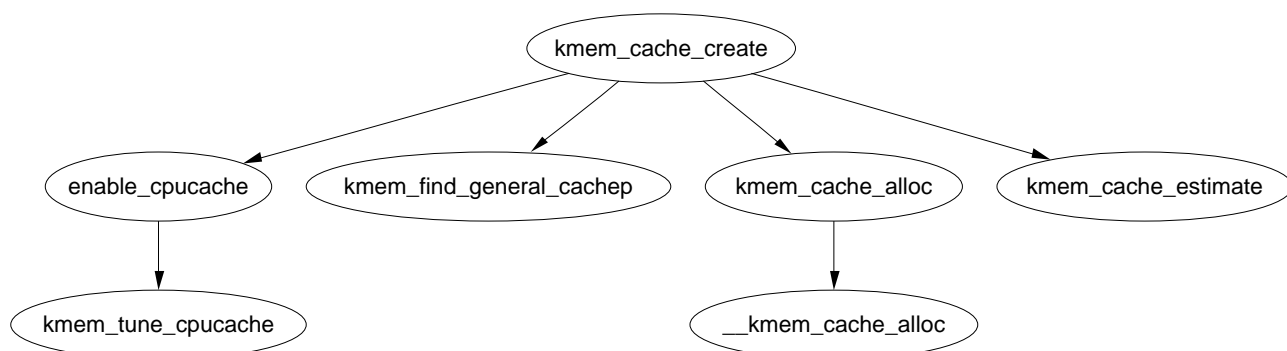 kmem_cache_create
enable_cpucache
kmem_find_general_cachep
kmem_cache_alloc
kmem_cache_estimate
kmem_tune_cpucache
__kmem_cache_alloc